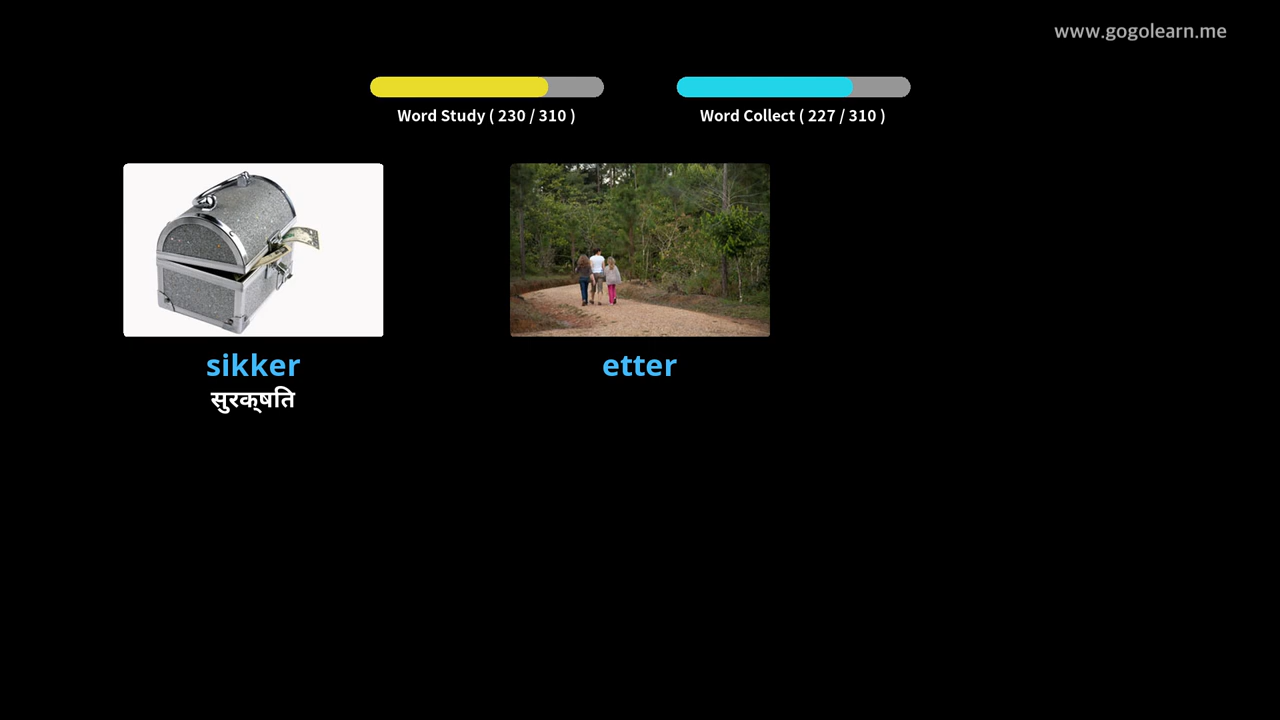 www.gogolearn.me
Word Study ( 230 / 310 )
Word Collect ( 227 / 310 )
sikker
etter
सुरक्‌षति